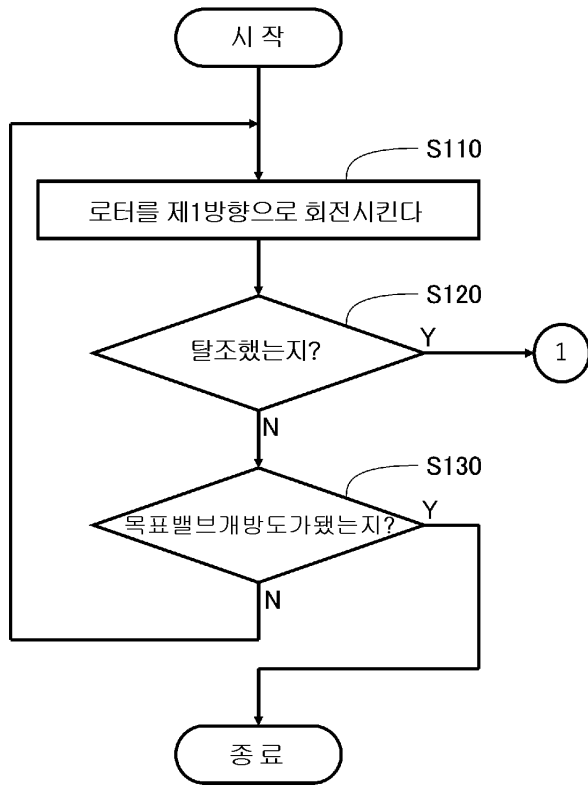 시 작
S110
로터를 제1방향으로 회전시킨다
S120
탈조했는지?
Y
1
N
S130
목표밸브개방도가됐는지?
Y
N
종 료